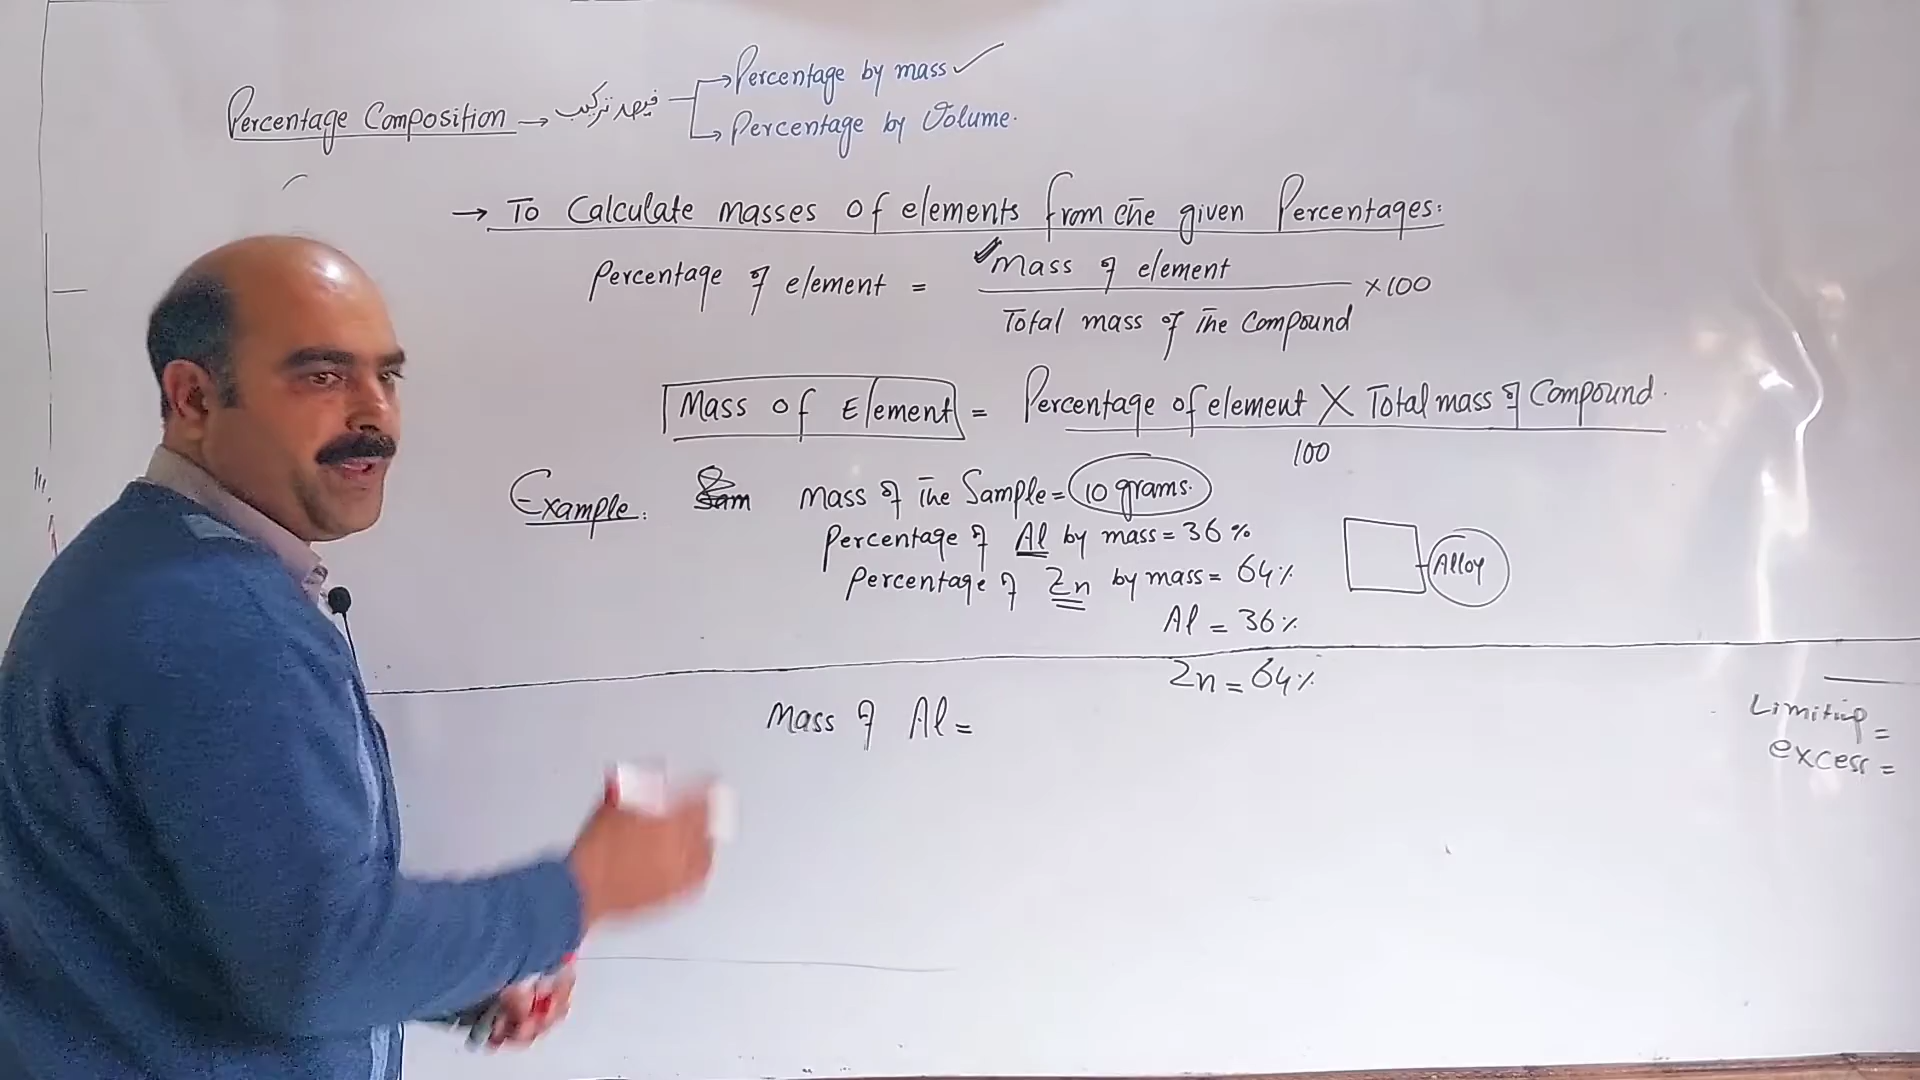 Percentage Composition → فیصد ترکیب
Percentage by mass ✓
Percentage by Volume.
→ To Calculate masses of elements from the given Percentages:
Percentage of element = Mass of element / Total mass of the Compound × 100
Mass of Element = Percentage of element X Total mass of Compound. / 100
Example: Mass of the Sample = 10 grams.
Percentage of Al by mass = 36 %
Percentage of Zn by mass = 64 %
Alloy
Al = 36 %
Zn = 64 %
Mass of Al =
Limiting =
excess =